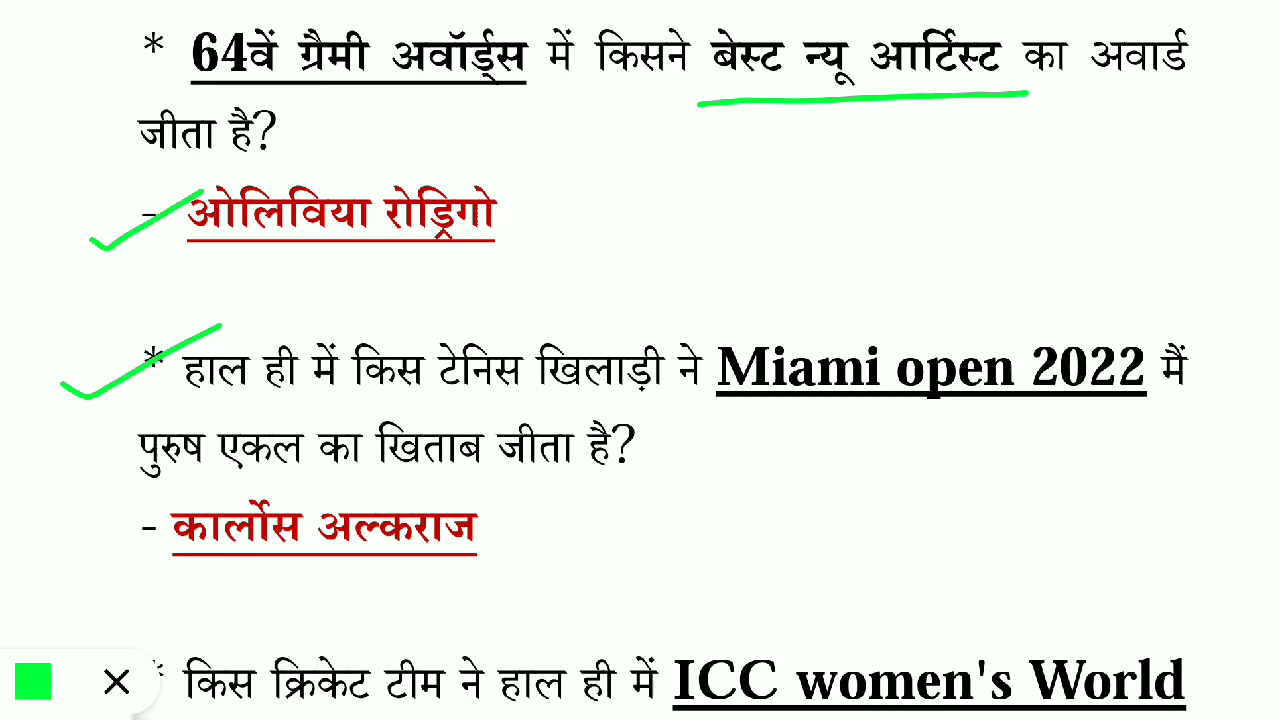 * 64वें ग्रैमी अवॉर्ड्स में किसने बेस्ट न्यू आर्टिस्ट का अवार्ड
जीता है?
- ओलिविया रोड्रिगो
* हाल ही में किस टेनिस खिलाड़ी ने Miami open 2022 मैं
पुरुष एकल का खिताब जीता है?
- कार्लोस अल्कराज
* किस क्रिकेट टीम ने हाल ही में ICC women's World